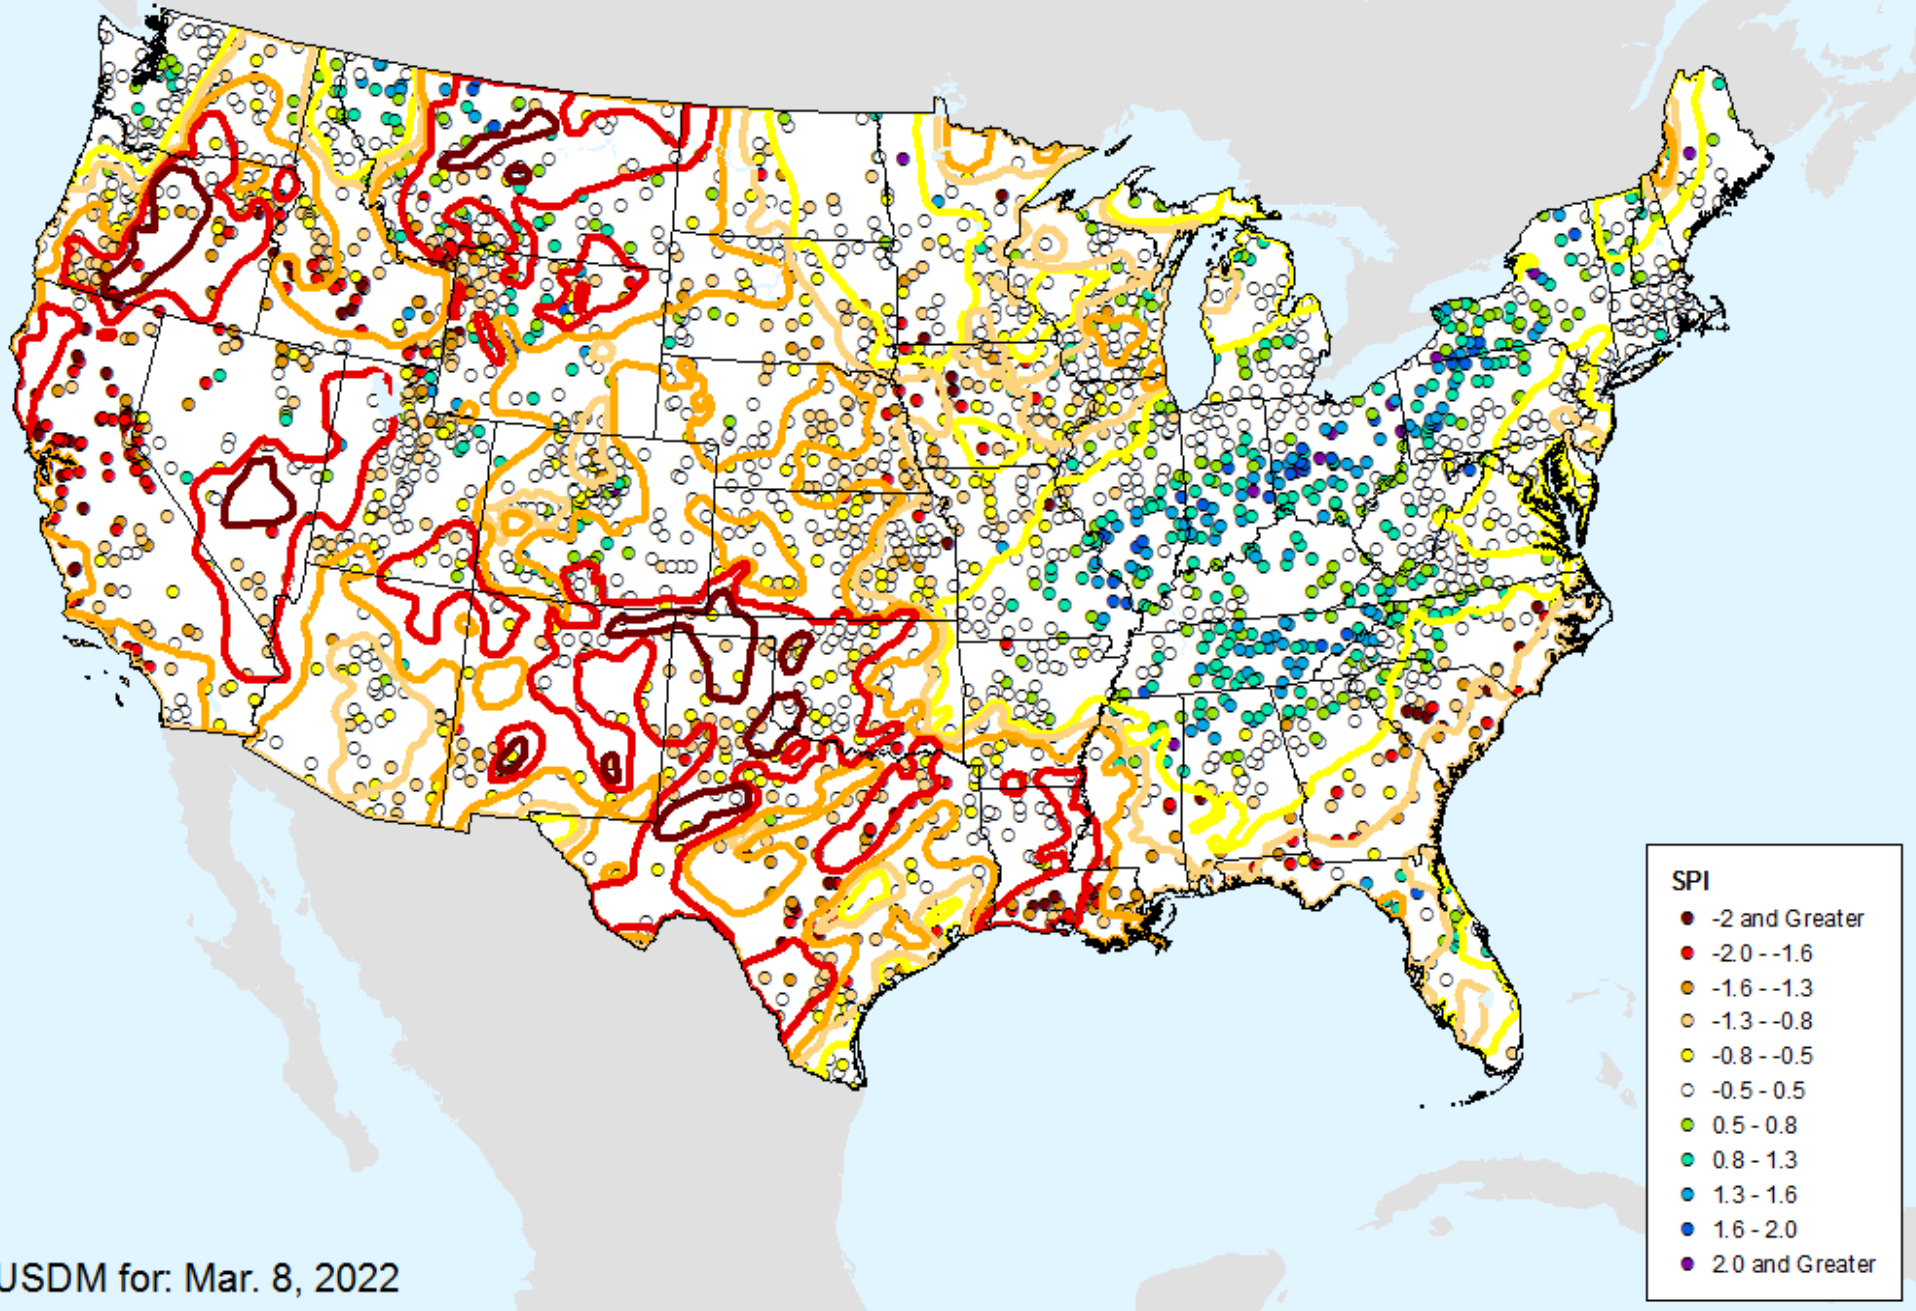 SPI
-2 and Greater
-2.0 - -1.6
-1.6 - -1.3
-1.3 - -0.8
-0.8 - -0.5
-0.5 - 0.5
0.5 - 0.8
0.8 - 1.3
1.3 - 1.6
1.6 - 2.0
2.0 and Greater
USDM for: Mar. 8, 2022